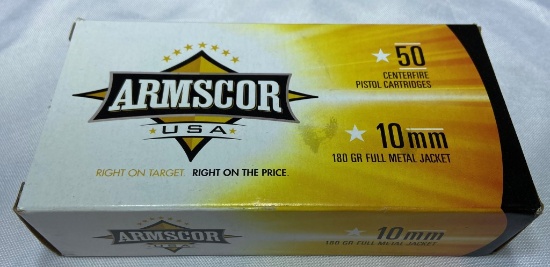 ARMSCOR
USA
RIGHT ON TARGET. RIGHT ON THE PRICE.
50
CENTERFIRE
PISTOL CARTRIDGES
10mm
180 GR FULL METAL JACKET
ARMSCOR
USA
10mm
180 GR FULL METAL JACKET